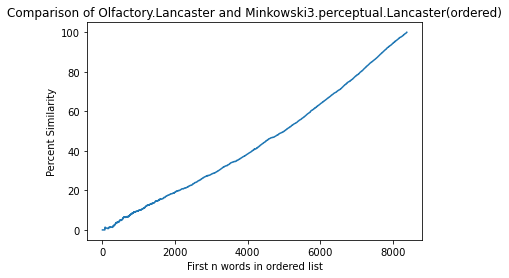 Comparison of Olfactory.Lancaster and Minkowski3.perceptual.Lancaster(ordered)
100
80
60
40
20
0
Percent Similarity
0 2000 4000 6000 8000
First n words in ordered list